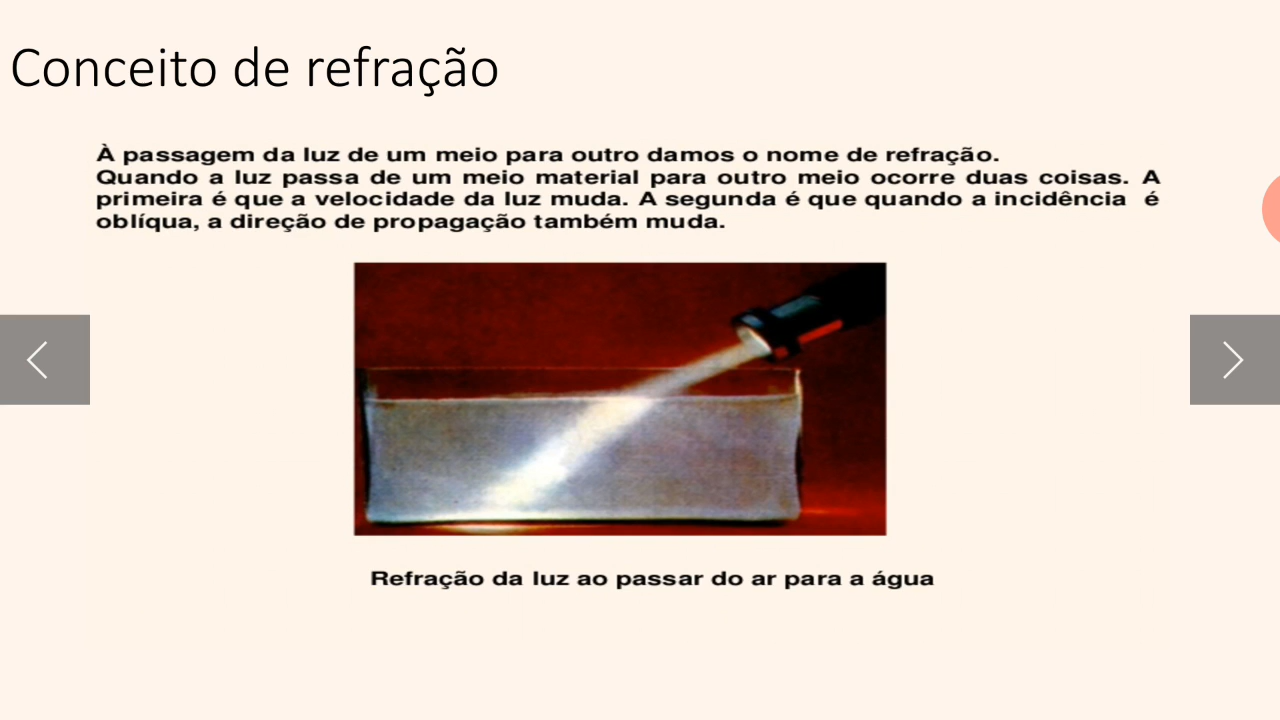 Conceito de refração
À passagem da luz de um meio para outro damos o nome de refração.
Quando a luz passa de um meio material para outro meio ocorre duas coisas. A
primeira é que a velocidade da luz muda. A segunda é que quando a incidência é
oblíqua, a direção de propagação também muda.
Refração da luz ao passar do ar para a água